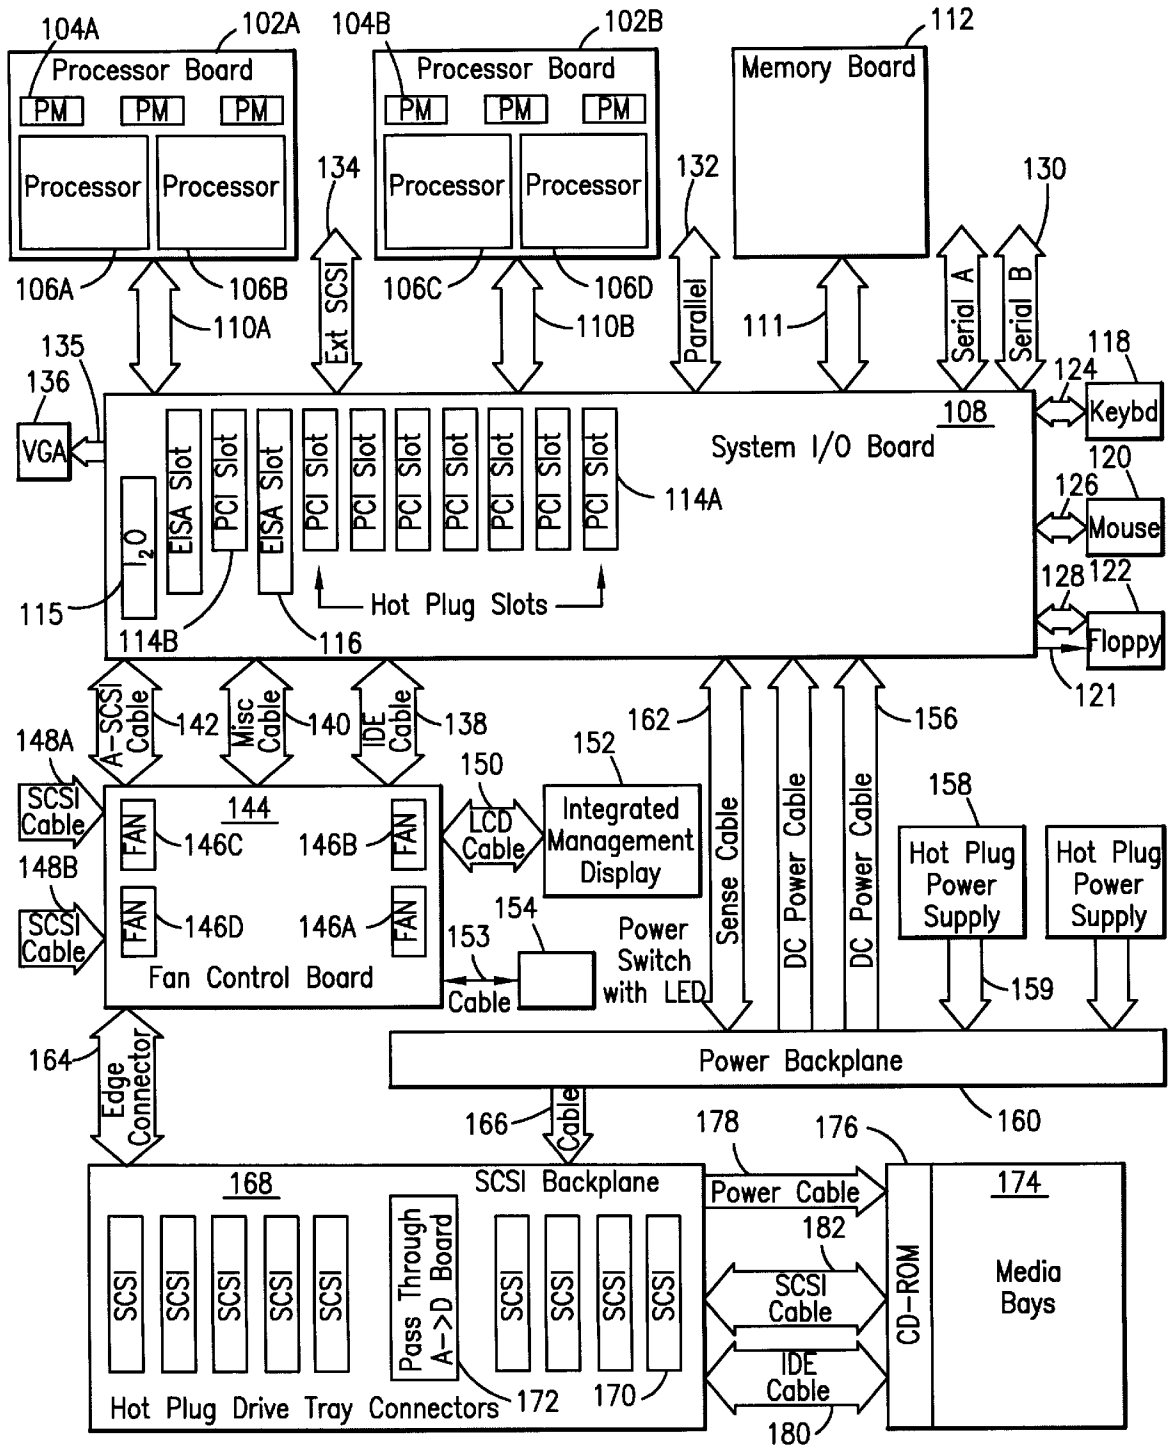 104A
102A
104B
102B
112
Processor Board
Processor Board
Memory Board
PM
PM
PM
PM
PM
PM
Processor
Processor
Processor
Processor
134
132
130
106A
106B
106C
106D
110A
110B
111
Ext SCSI
Parallel
Serial A
Serial B
135
136
VGA
124
118
Keybd
108
System I/O Board
120
126
Mouse
128
122
Floppy
121
I₂O
EISA Slot
PCI Slot
EISA Slot
PCI Slot
PCI Slot
PCI Slot
PCI Slot
PCI Slot
PCI Slot
PCI Slot
114A
Hot Plug Slots
115
114B
116
A-SCSI
Cable
142
Misc
Cable
140
IDE
Cable
138
162
156
148A
SCSI
Cable
148B
SCSI
Cable
144
FAN
146C
146B
FAN
FAN
146D
146A
FAN
Fan Control Board
150
LCD
Cable
152
Integrated
Management
Display
153
Cable
154
Power
Switch
with LED
Sense Cable
DC Power Cable
DC Power Cable
158
Hot Plug
Power
Supply
Hot Plug
Power
Supply
159
164
Edge
Connector
Power Backplane
166
Cable
160
178
176
168
SCSI Backplane
Power Cable
174
SCSI
SCSI
SCSI
SCSI
SCSI
Pass Through
A->D Board
SCSI
SCSI
SCSI
SCSI
182
SCSI
Cable
CD-ROM
Media
Bays
IDE
Cable
172
170
180
Hot Plug Drive Tray Connectors